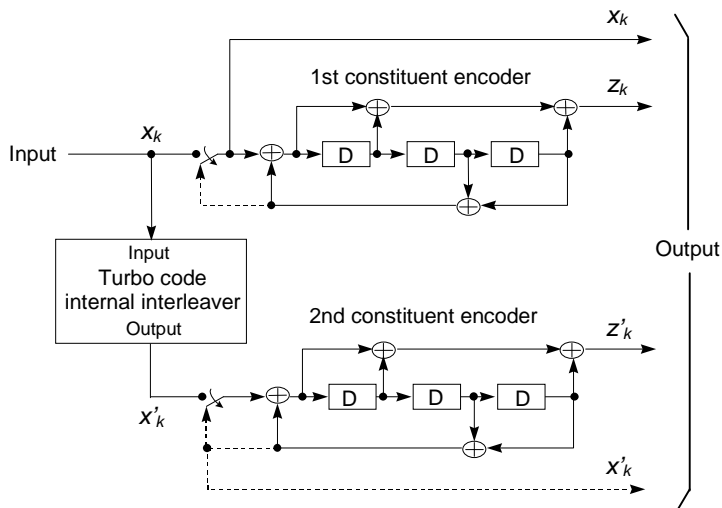 x_k
1st constituent encoder
z_k
x_k
Input
D
D
D
Input
Turbo code
internal interleaver
Output
Output
2nd constituent encoder
z'_k
D
D
D
x'_k
x'_k